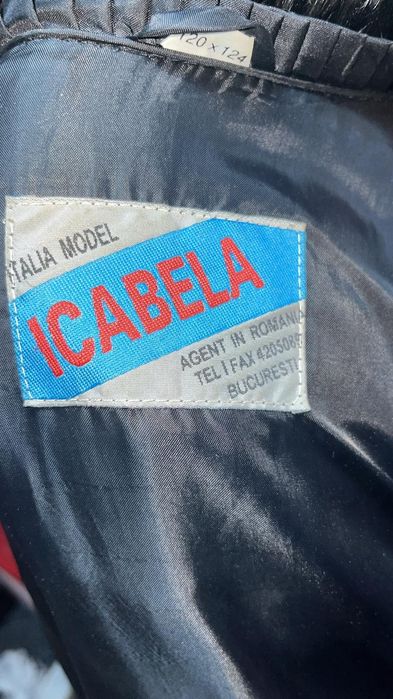 120 x 124
ITALIA MODEL
ICABELA
AGENT IN ROMANIA
TEL I FAX
BUCURESTI